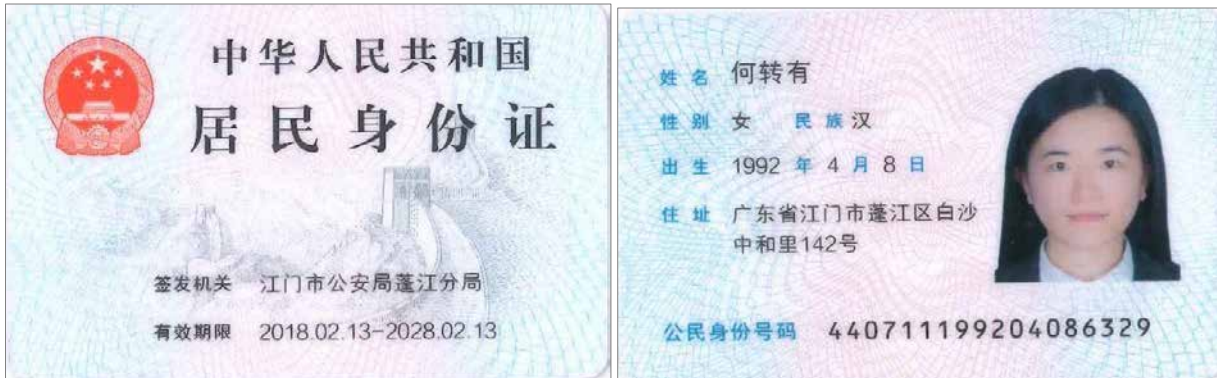 中华人民共和国
居民身份证
签发机关 江门市公安局蓬江分局
有效期限 2018.02.13-2028.02.13
姓名 何转有
性别 女 民族 汉
出生 1992 年 4 月 8 日
住址 广东省江门市蓬江区白沙
中和里142号
公民身份号码 440711199204086329